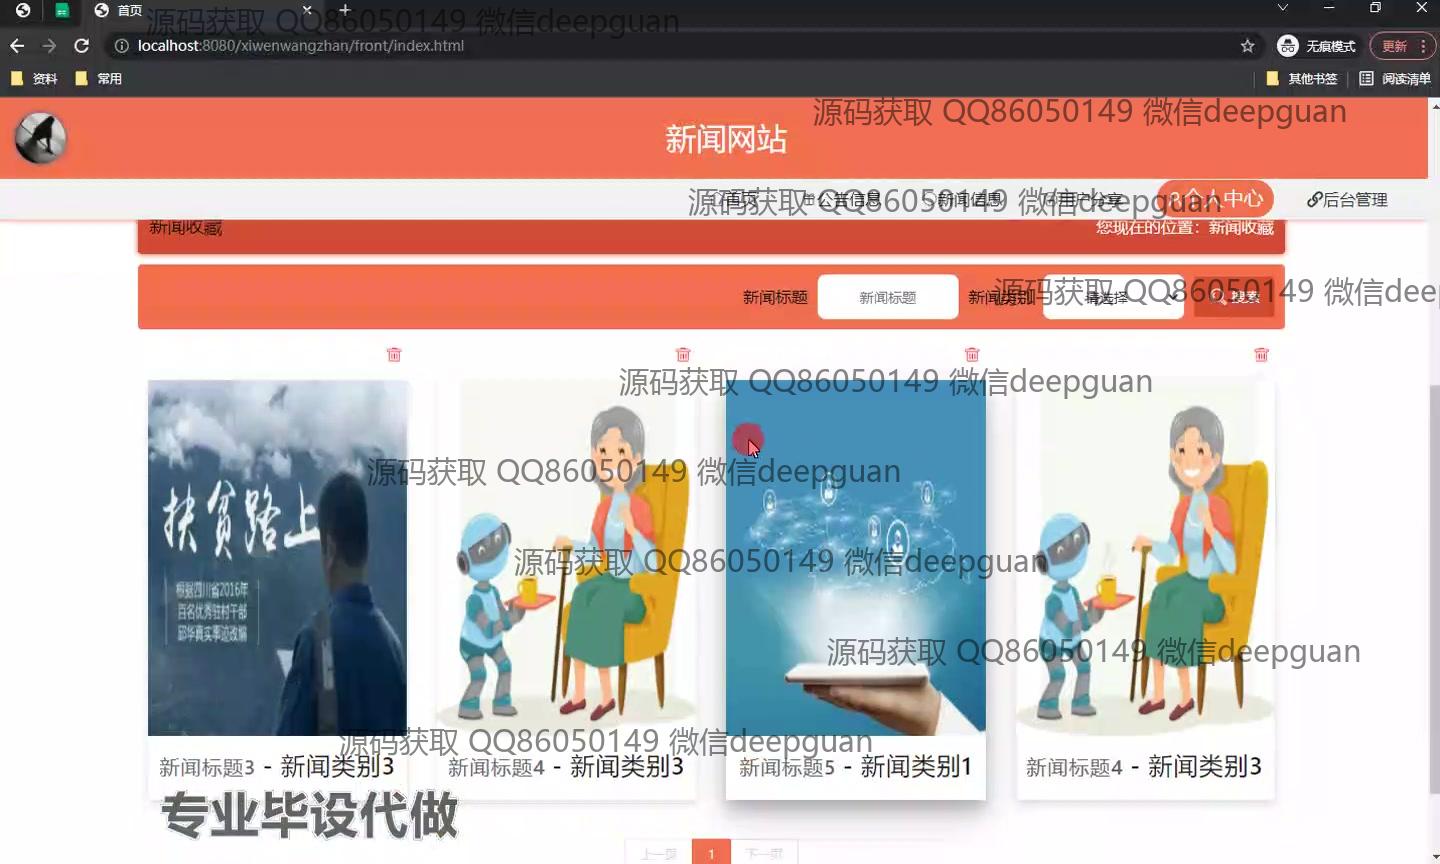 首页
源码获取 QQ86050149 微信deepguan
localhost:8080/xiwenwangzhan/front/index.html
无痕模式
更新
资料
常用
其他书签
阅读清单
源码获取 QQ86050149 微信deepguan
新闻网站
源码获取 QQ86050149 微信deepguan
首页
公告信息
新闻信息
用户分享
个人中心
后台管理
新闻收藏
您现在的位置：新闻收藏
新闻标题
新闻标题
新闻类别
请选择
搜索
源码获取 QQ86050149 微信deep
源码获取 QQ86050149 微信deepguan
源码获取 QQ86050149 微信deepguan
扶贫路上
根据四川省2016年
百名优秀驻村干部
邱华真实事迹改编
源码获取 QQ86050149 微信deepguan
源码获取 QQ86050149 微信deepguan
源码获取 QQ86050149 微信deepguan
新闻标题3 - 新闻类别3
新闻标题4 - 新闻类别3
新闻标题5 - 新闻类别1
新闻标题4 - 新闻类别3
专业毕设代做
上一页
1
下一页